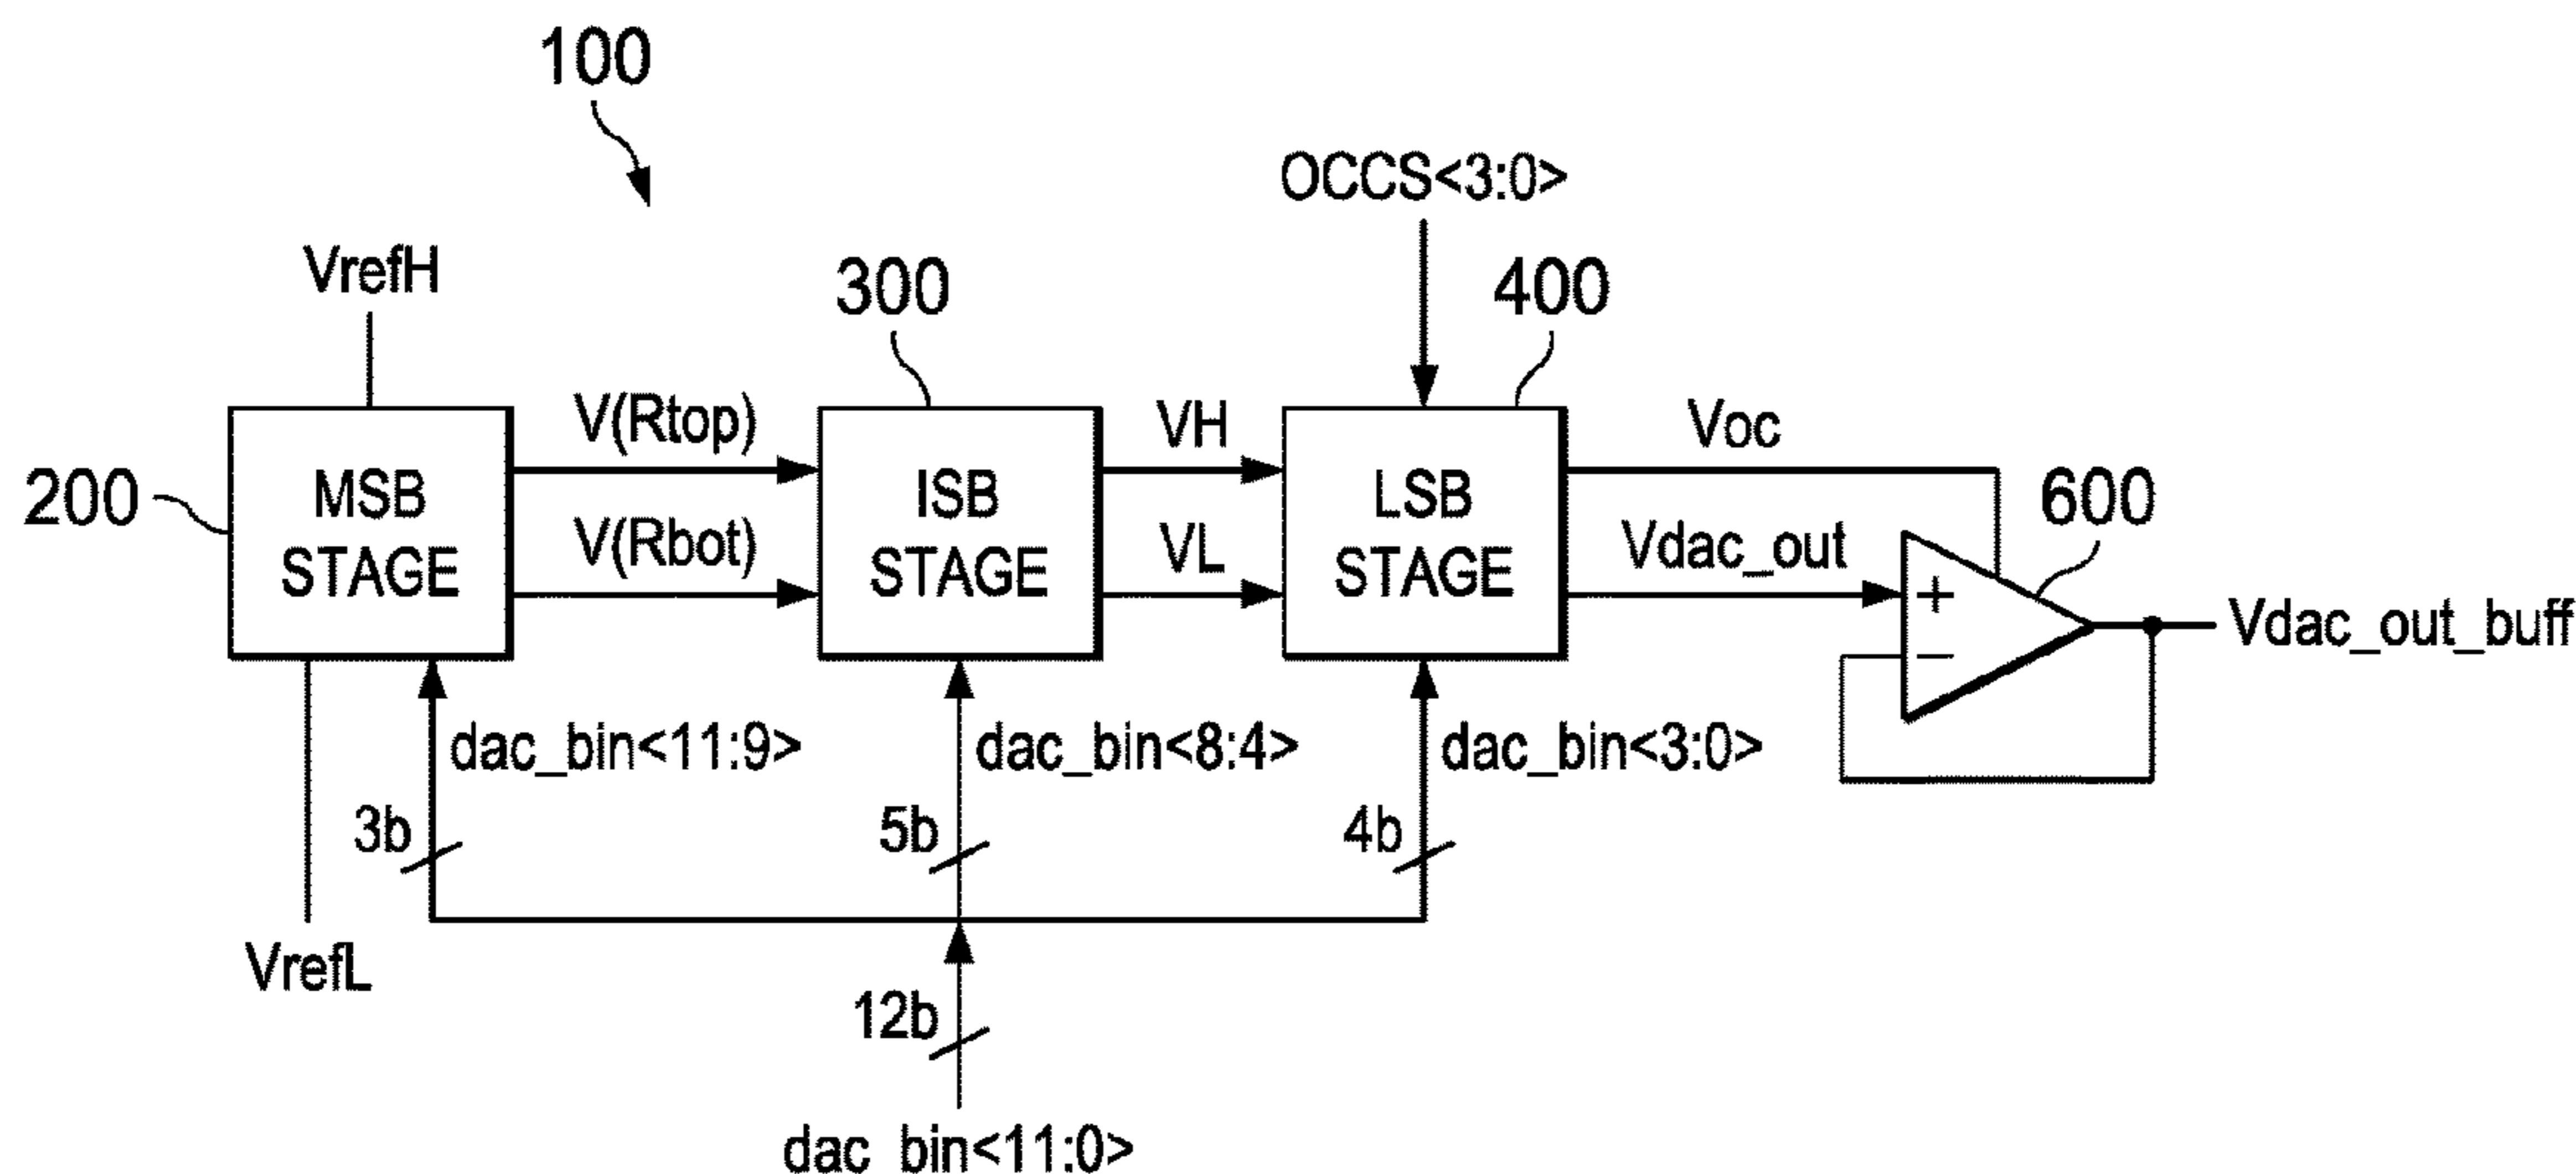 100
OCCS<3:0>
VrefH
300
400
V(Rtop)
VH
Voc
200
MSB
STAGE
ISB
STAGE
LSB
STAGE
600
V(Rbot)
VL
Vdac_out
+
−
Vdac_out_buff
dac_bin<11:9>
dac_bin<8:4>
dac_bin<3:0>
3b
5b
4b
VrefL
12b
dac_bin<11:0>